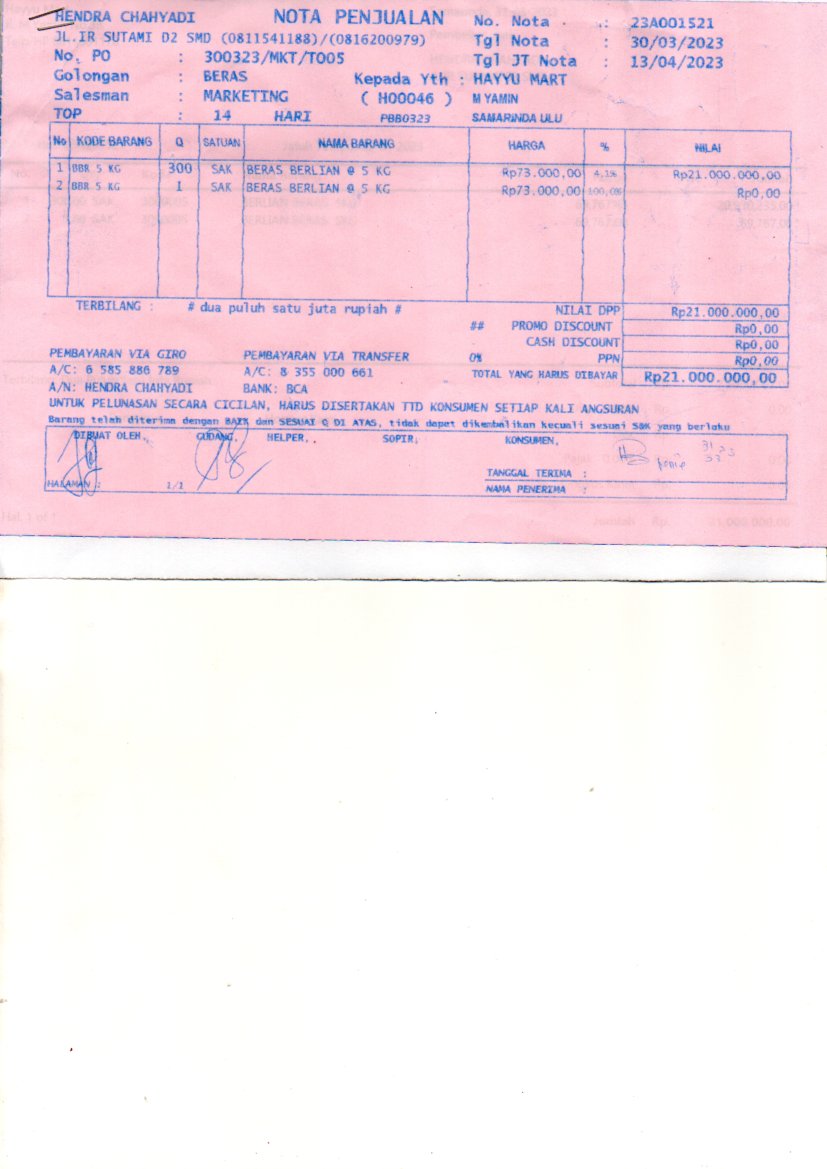 HENDRA CHAHYADI NOTA PENJUALAN No. Nota : 23A001521
JL.IR SUTAMI D2 SMD (0811541188)/(0816200979) Tgl Nota : 30/03/2023
No. PO : 300323/MKT/TO05 Tgl JT Nota : 13/04/2023
Golongan : BERAS Kepada Yth : HAYYU MART
Salesman : MARKETING ( H00046 ) M YAMIN
TOP : 14 HARI PBB0323 SAMARINDA ULU
No KODE BARANG Q SATUAN NAMA BARANG HARGA % NILAI
1 BBR 5 KG 300 SAK BERAS BERLIAN @ 5 KG Rp73.000,00 4,1% Rp21.000.000,00
2 BBR 5 KG 1 SAK BERAS BERLIAN @ 5 KG Rp73.000,00 100,0% Rp0,00
TERBILANG : # dua puluh satu juta rupiah # NILAI DPP Rp21.000.000,00
## PROMO DISCOUNT Rp0,00
CASH DISCOUNT Rp0,00
PEMBAYARAN VIA GIRO PEMBAYARAN VIA TRANSFER 0% PPN Rp0,00
A/C: 6 585 886 789 A/C: 8 355 000 661 TOTAL YANG HARUS DIBAYAR Rp21.000.000,00
A/N: HENDRA CHAHYADI BANK: BCA
UNTUK PELUNASAN SECARA CICILAN, HARUS DISERTAKAN TTD KONSUMEN SETIAP KALI ANGSURAN
Barang telah diterima dengan BAIK dan SESUAI Q DI ATAS, tidak dapat dikembalikan kecuali sesuai S&K yang berlaku
DIBUAT OLEH, GUDANG, HELPER, SOPIR, KONSUMEN,
TANGGAL TERIMA :
HALAMAN : 1/1 NAMA PENERIMA :